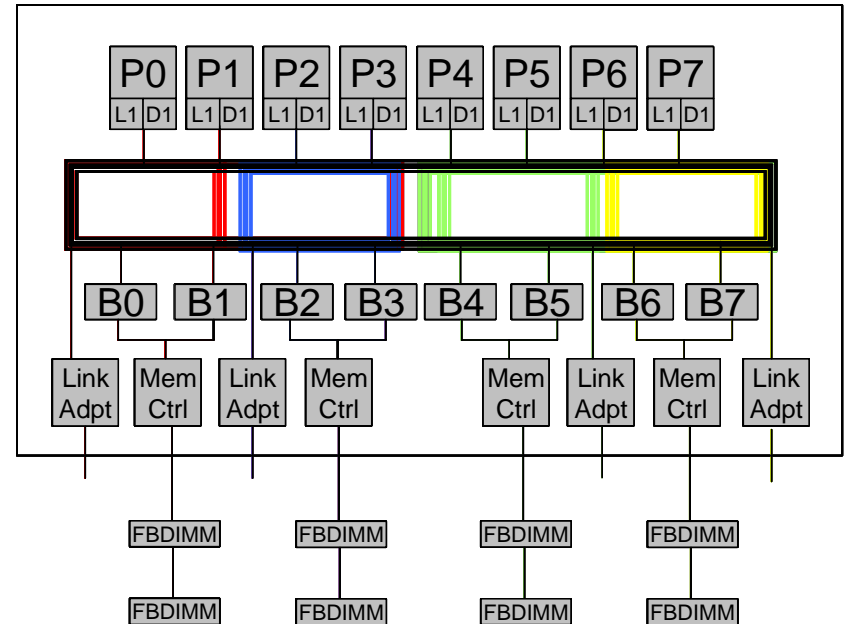 P0 P1 P2 P3 P4 P5 P6 P7
L1 D1 L1 D1 L1 D1 L1 D1 L1 D1 L1 D1 L1 D1 L1 D1
B0 B1 B2 B3 B4 B5 B6 B7
Link Mem Link Mem Mem Link Mem Link
Adpt Ctrl Adpt Ctrl Ctrl Adpt Ctrl Adpt
FBDIMM FBDIMM FBDIMM FBDIMM
FBDIMM FBDIMM FBDIMM FBDIMM